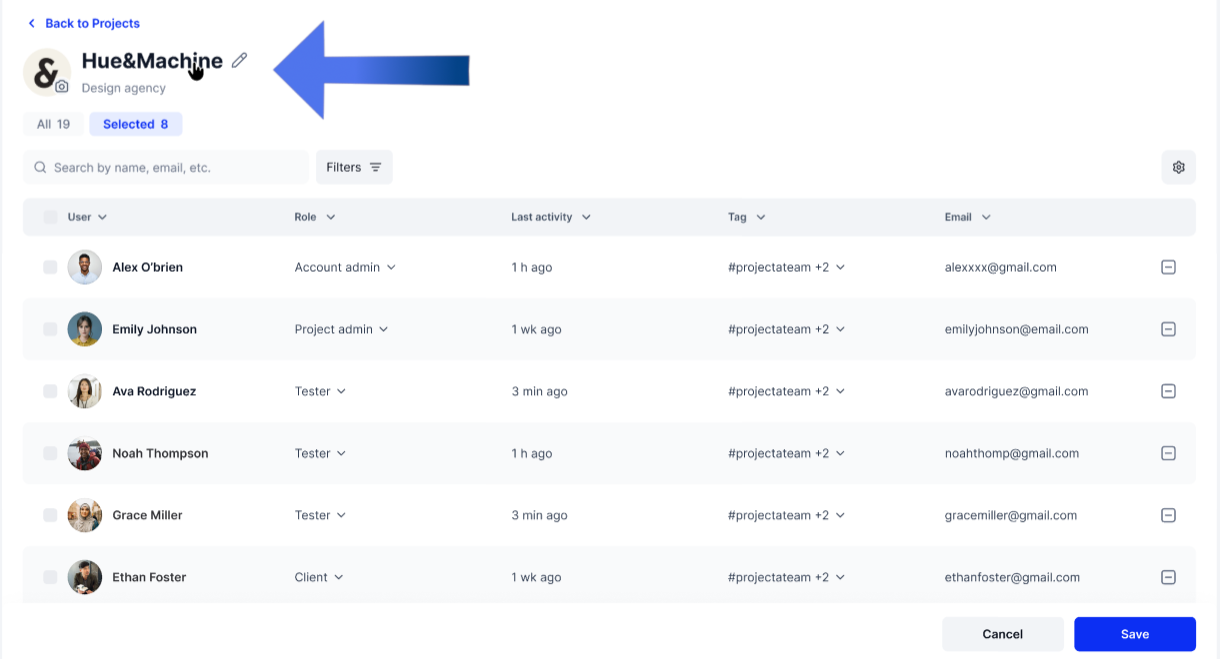 Back to Projects
&
Hue&Machine
Design agency
All 19 Selected 8
Search by name, email, etc. Filters
User Role Last activity Tag Email
Alex O'brien Account admin 1 h ago #projectateam +2 alexxxx@gmail.com
Emily Johnson Project admin 1 wk ago #projectateam +2 emilyjohnson@email.com
Ava Rodriguez Tester 3 min ago #projectateam +2 avarodriguez@gmail.com
Noah Thompson Tester 1 h ago #projectateam +2 noahthomp@gmail.com
Grace Miller Tester 3 min ago #projectateam +2 gracemiller@gmail.com
Ethan Foster Client 1 wk ago #projectateam +2 ethanfoster@gmail.com
Cancel Save